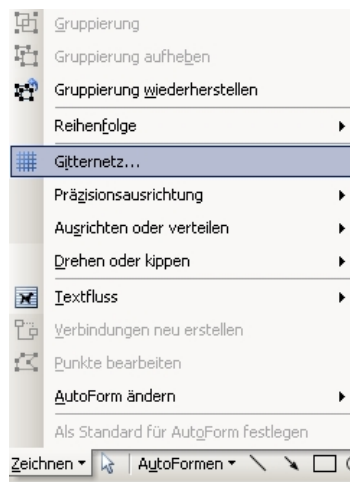 Gruppierung
Gruppierung aufheben
Gruppierung wiederherstellen
Reihenfolge
Gitternetz...
Präzisionsausrichtung
Ausrichten oder verteilen
Drehen oder kippen
Textfluss
Verbindungen neu erstellen
Punkte bearbeiten
AutoForm ändern
Als Standard für AutoForm festlegen
Zeichnen AutoFormen